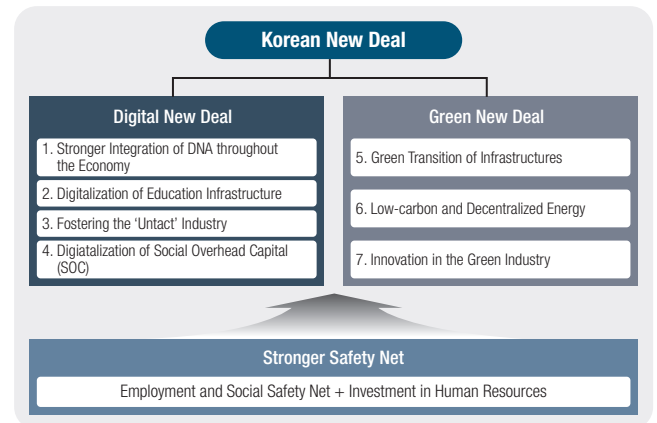 Korean New Deal
Digital New Deal
1. Stronger Integration of DNA throughout
the Economy
2. Digitalization of Education Infrastructure
3. Fostering the ‘Untact’ Industry
4. Digiatalization of Social Overhead Capital
(SOC)
Green New Deal
5. Green Transition of Infrastructures
6. Low-carbon and Decentralized Energy
7. Innovation in the Green Industry
Stronger Safety Net
Employment and Social Safety Net + Investment in Human Resources